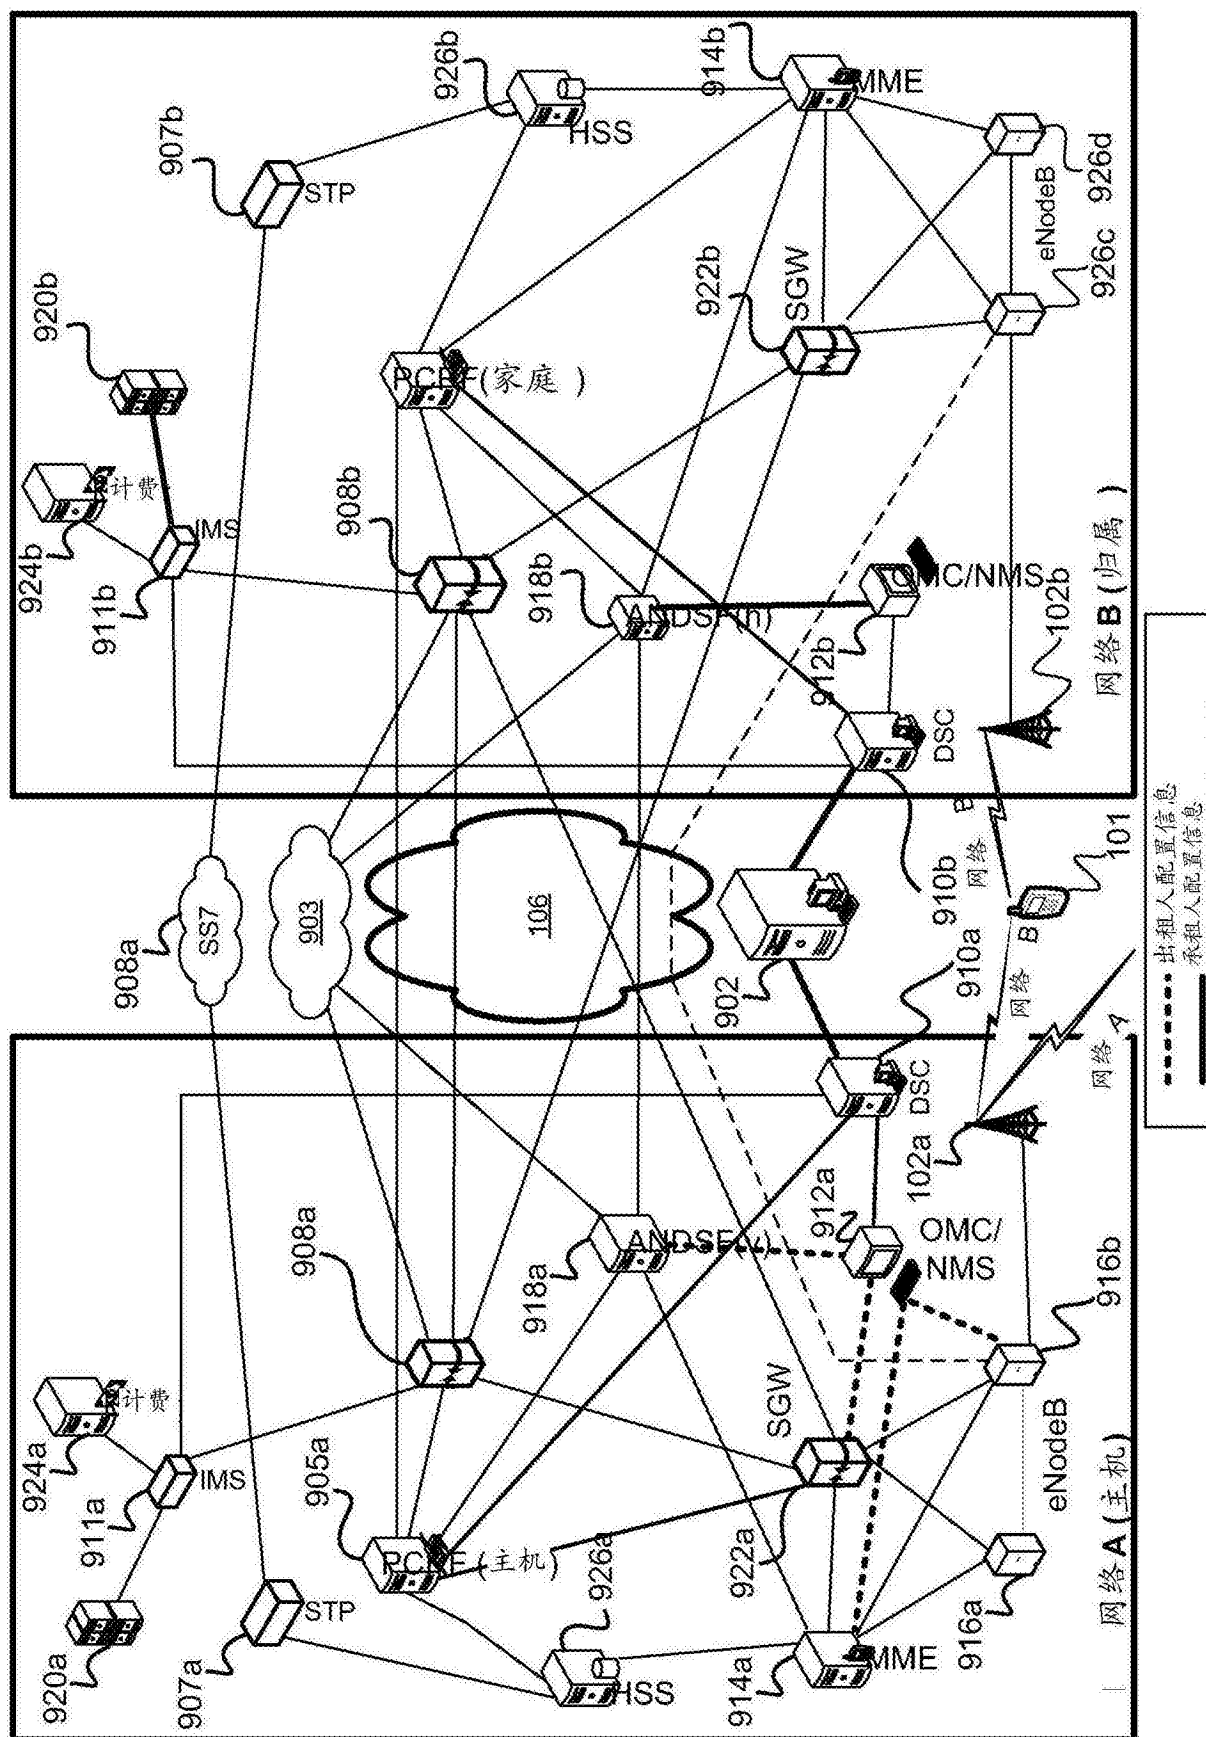 920a
924a
计费
924b
计费
920b
911a
IMS
911b
IMS
907a
STP
908a
SS7
907b
STP
905a
PCRF (主机)
908a
903
908b
PCRF(家庭 )
926b
HSS
926a
HSS
918a
ANDSF(v)
106
918b
ANDSF(h)
914a
MME
922a
SGW
912a
OMC/
NMS
DSC
902
910a
910b
DSC
912b
OMC/NMS
922b
SGW
914b
MME
916a
eNodeB
916b
102a
网络 A
网络 B
网络 B
101
102b
926c
eNodeB
926d
网络 A (主机)
网络 B (归属 )
出租人配置信息
承租人配置信息